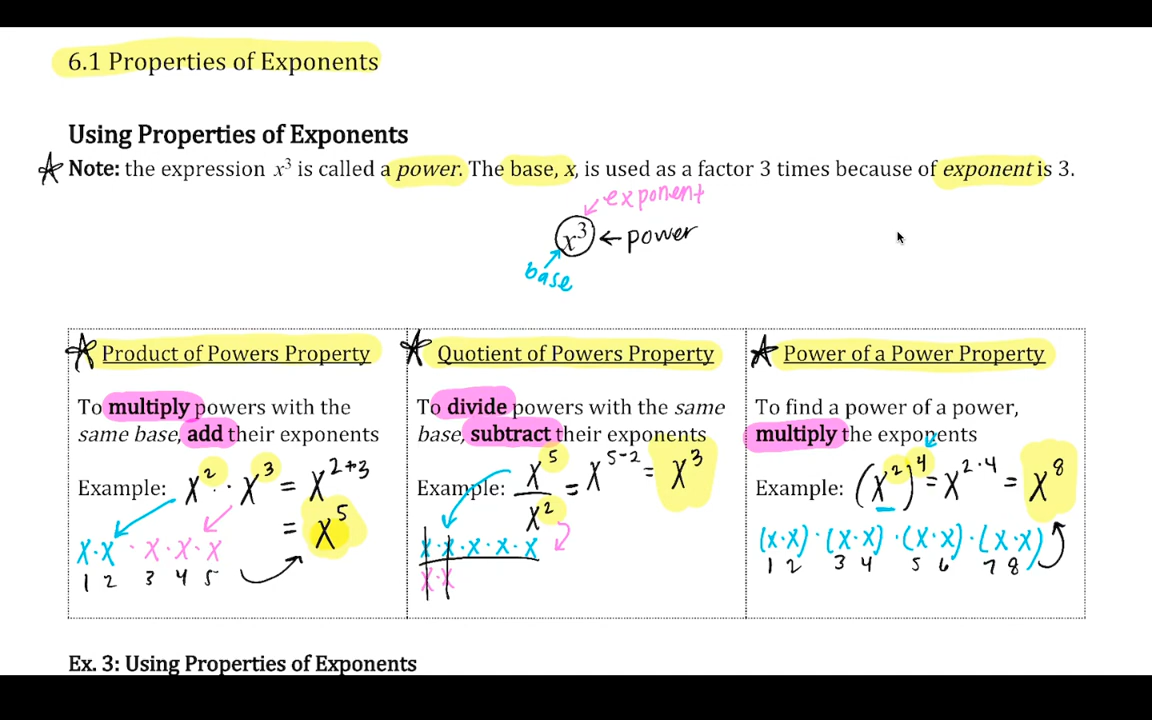 6.1 Properties of Exponents
Using Properties of Exponents
Note: the expression x³ is called a power. The base, x, is used as a factor 3 times because of exponent is 3.
exponent
x³ ← power
base
Product of Powers Property
To multiply powers with the
same base, add their exponents
Example: x² · x³ = x²⁺³
= x⁵
x·x · x·x·x
1 2 3 4 5
Quotient of Powers Property
To divide powers with the same
base, subtract their exponents
Example: x⁵/x² = x⁵⁻² = x³
x·x·x·x·x
x·x
Power of a Power Property
To find a power of a power,
multiply the exponents
Example: (x²)⁴ = x²·⁴ = x⁸
(x·x)·(x·x)·(x·x)·(x·x)
1 2 3 4 5 6 7 8
Ex. 3: Using Properties of Exponents